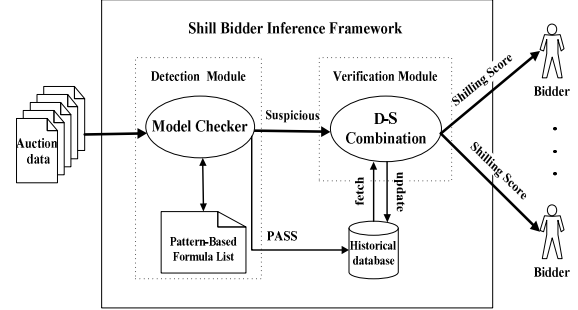 Shill Bidder Inference Framework
Detection Module
Verification Module
Auction
data
Model Checker
Suspicious
D-S
Combination
Shilling Score
Bidder
Shilling Score
Bidder
fetch
update
Pattern-Based
Formula List
PASS
Historical
database